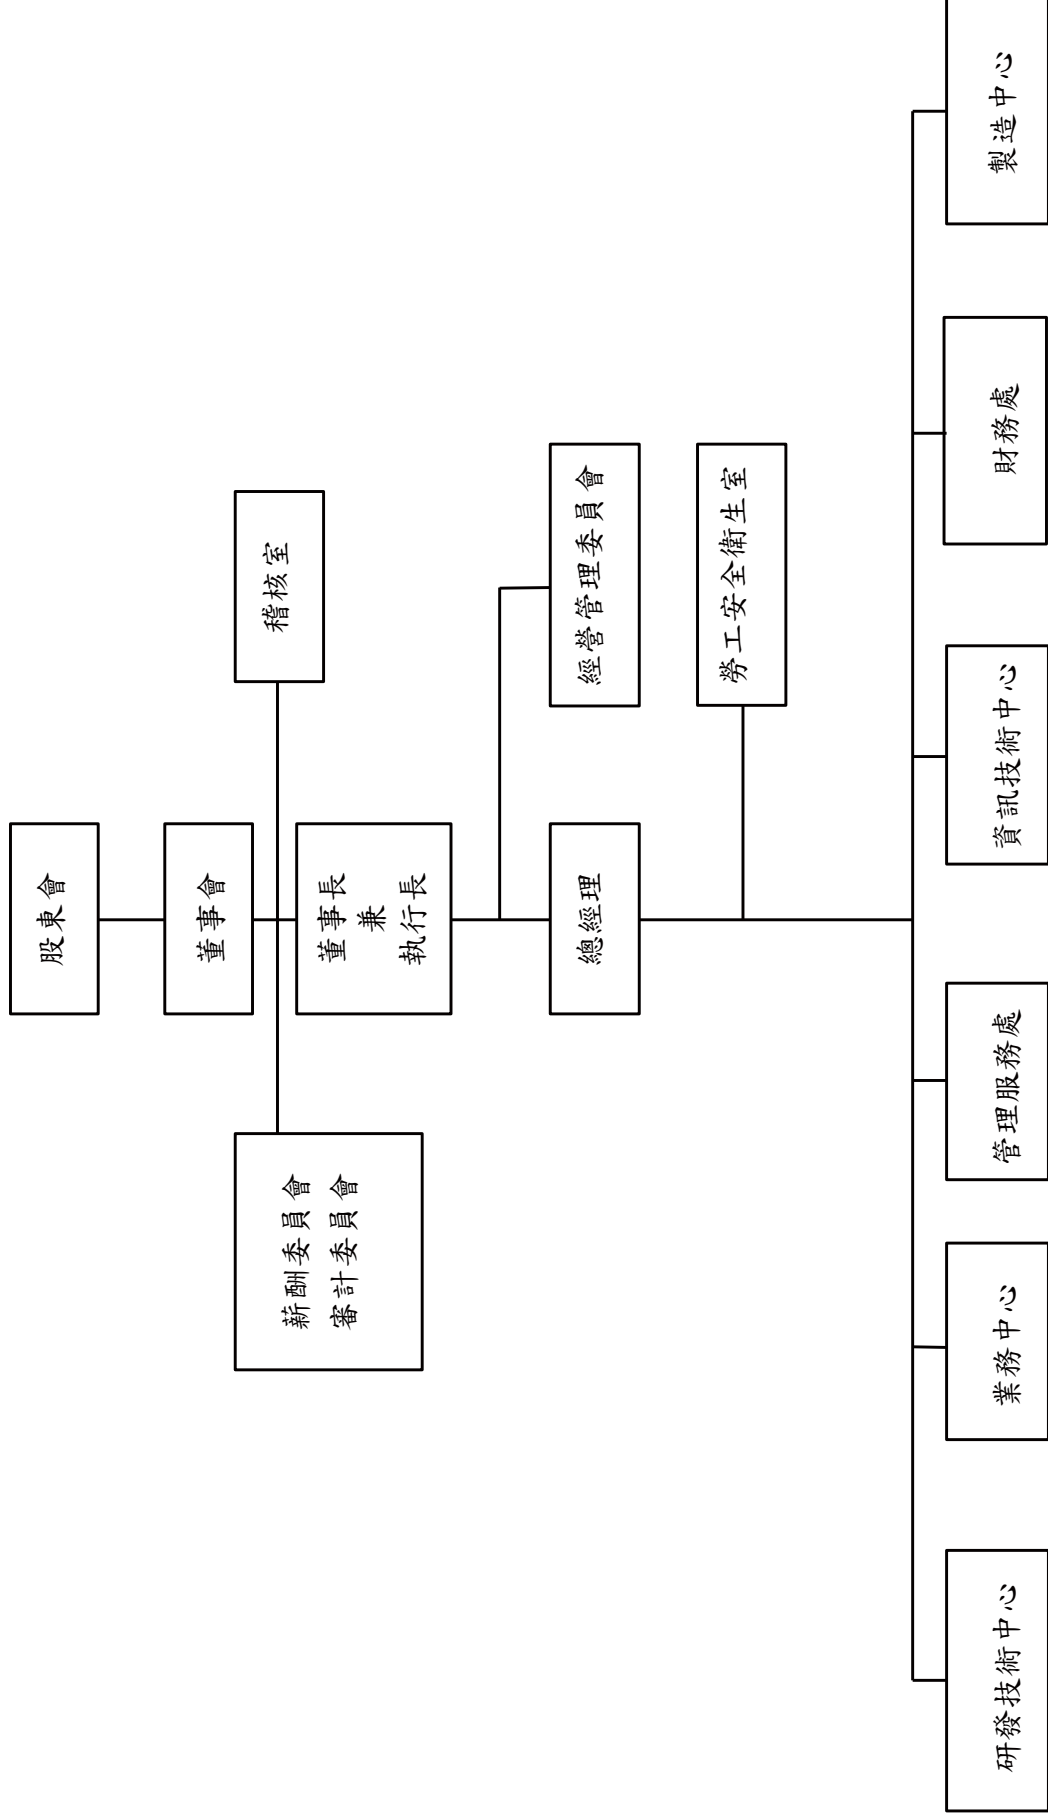 股東會
董事會
稽核室
薪酬委員會
審計委員會
董事長
兼
執行長
經營管理委員會
總經理
勞工安全衛生室
研發技術中心
業務中心
管理服務處
資訊技術中心
財務處
製造中心